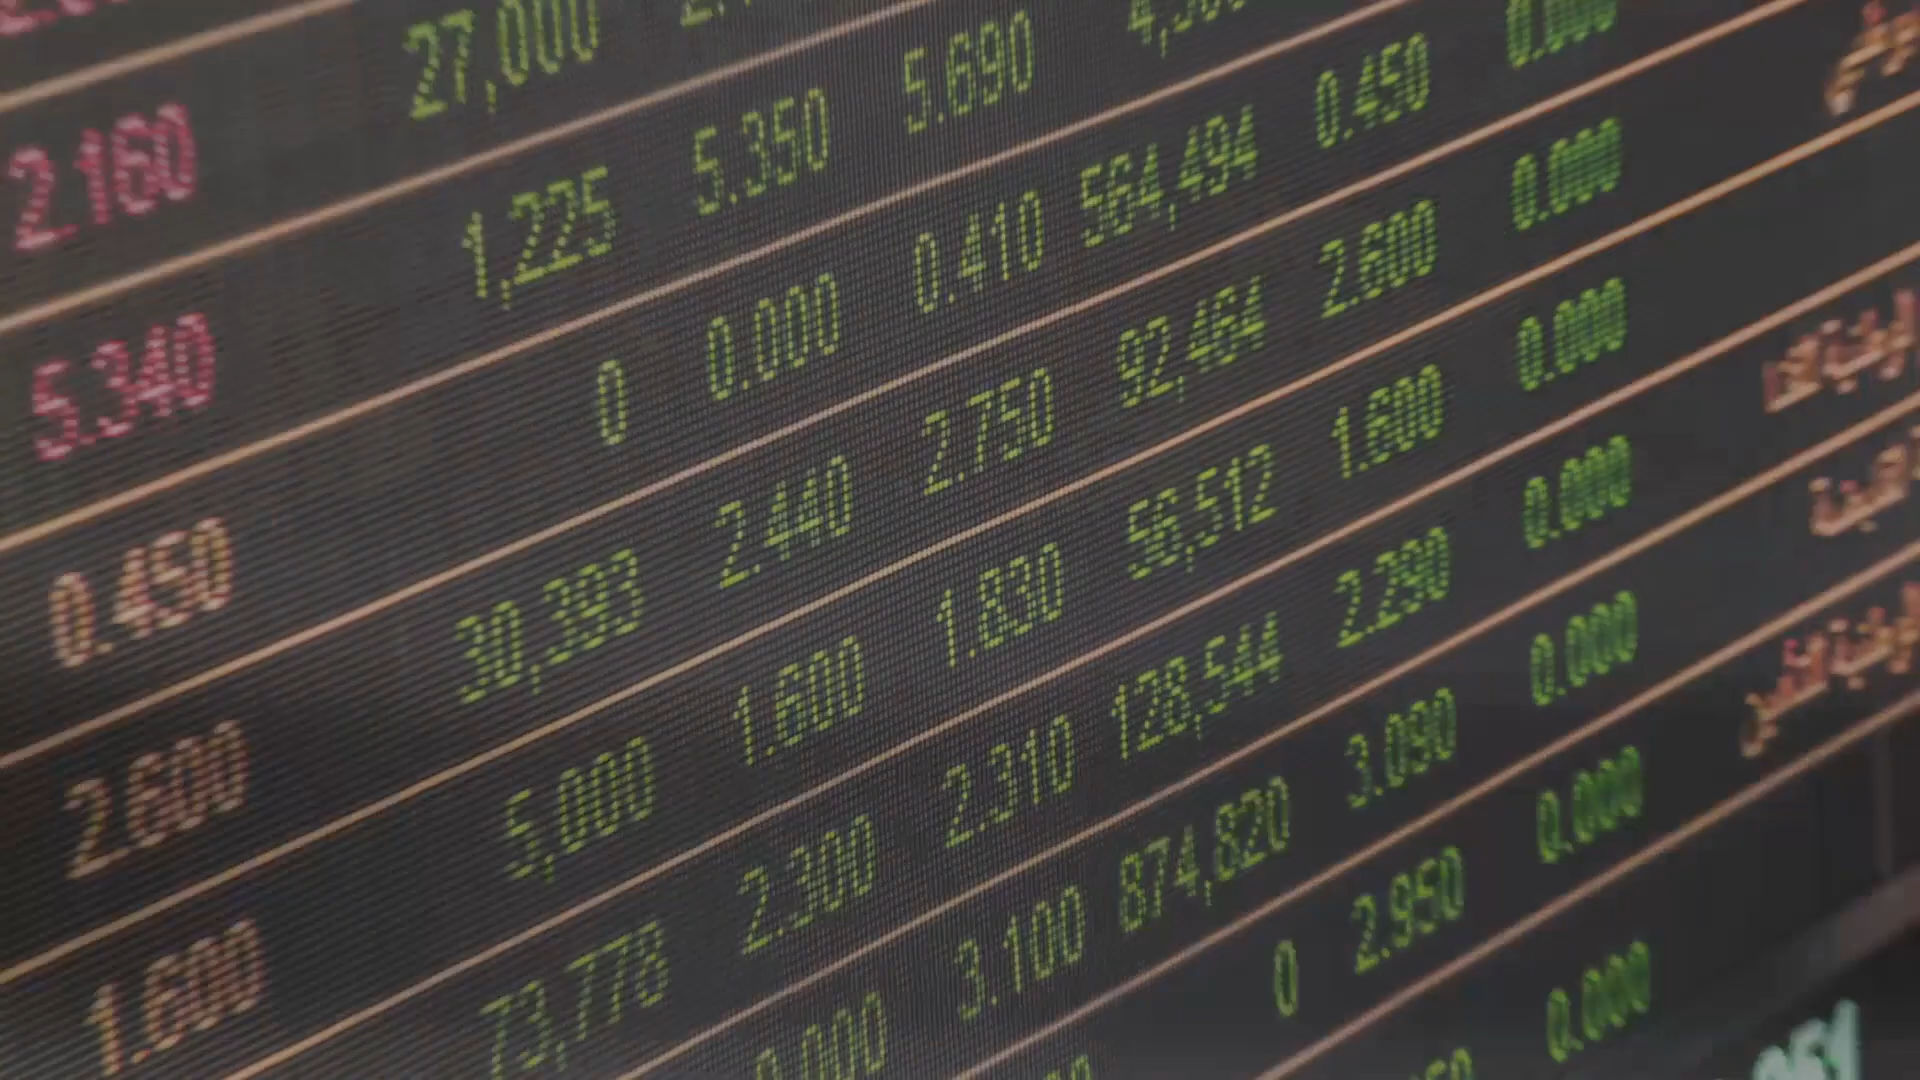 2.160 27,000
5.340 1,225 5.350 5.690
0.450 0 0.000 0.410 564,494 0.450 0.000
2.600 30,393 2.440 2.750 92,464 2.600 0.000
1.600 5,000 1.600 1.830 56,512 1.600 0.000
73,778 2.300 2.310 128,544 2.290 0.000
3.100 874,820 3.090 0.000
0 2.950 0.000
0.000